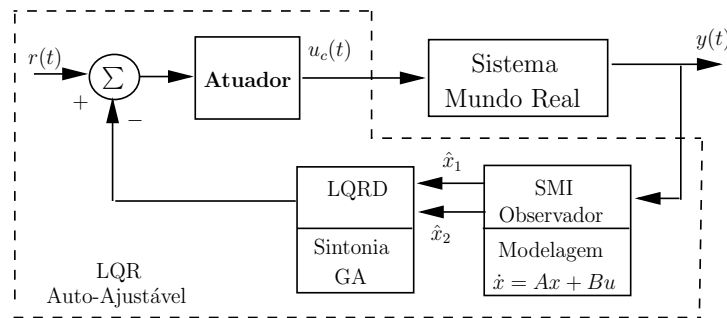 r(t)
∑
+
−
Atuador
u_c(t)
Sistema
Mundo Real
y(t)
LQRD
Sintonia
GA
x̂_1
x̂_2
SMI
Observador
Modelagem
ẋ = Ax + Bu
LQR
Auto-Ajustável